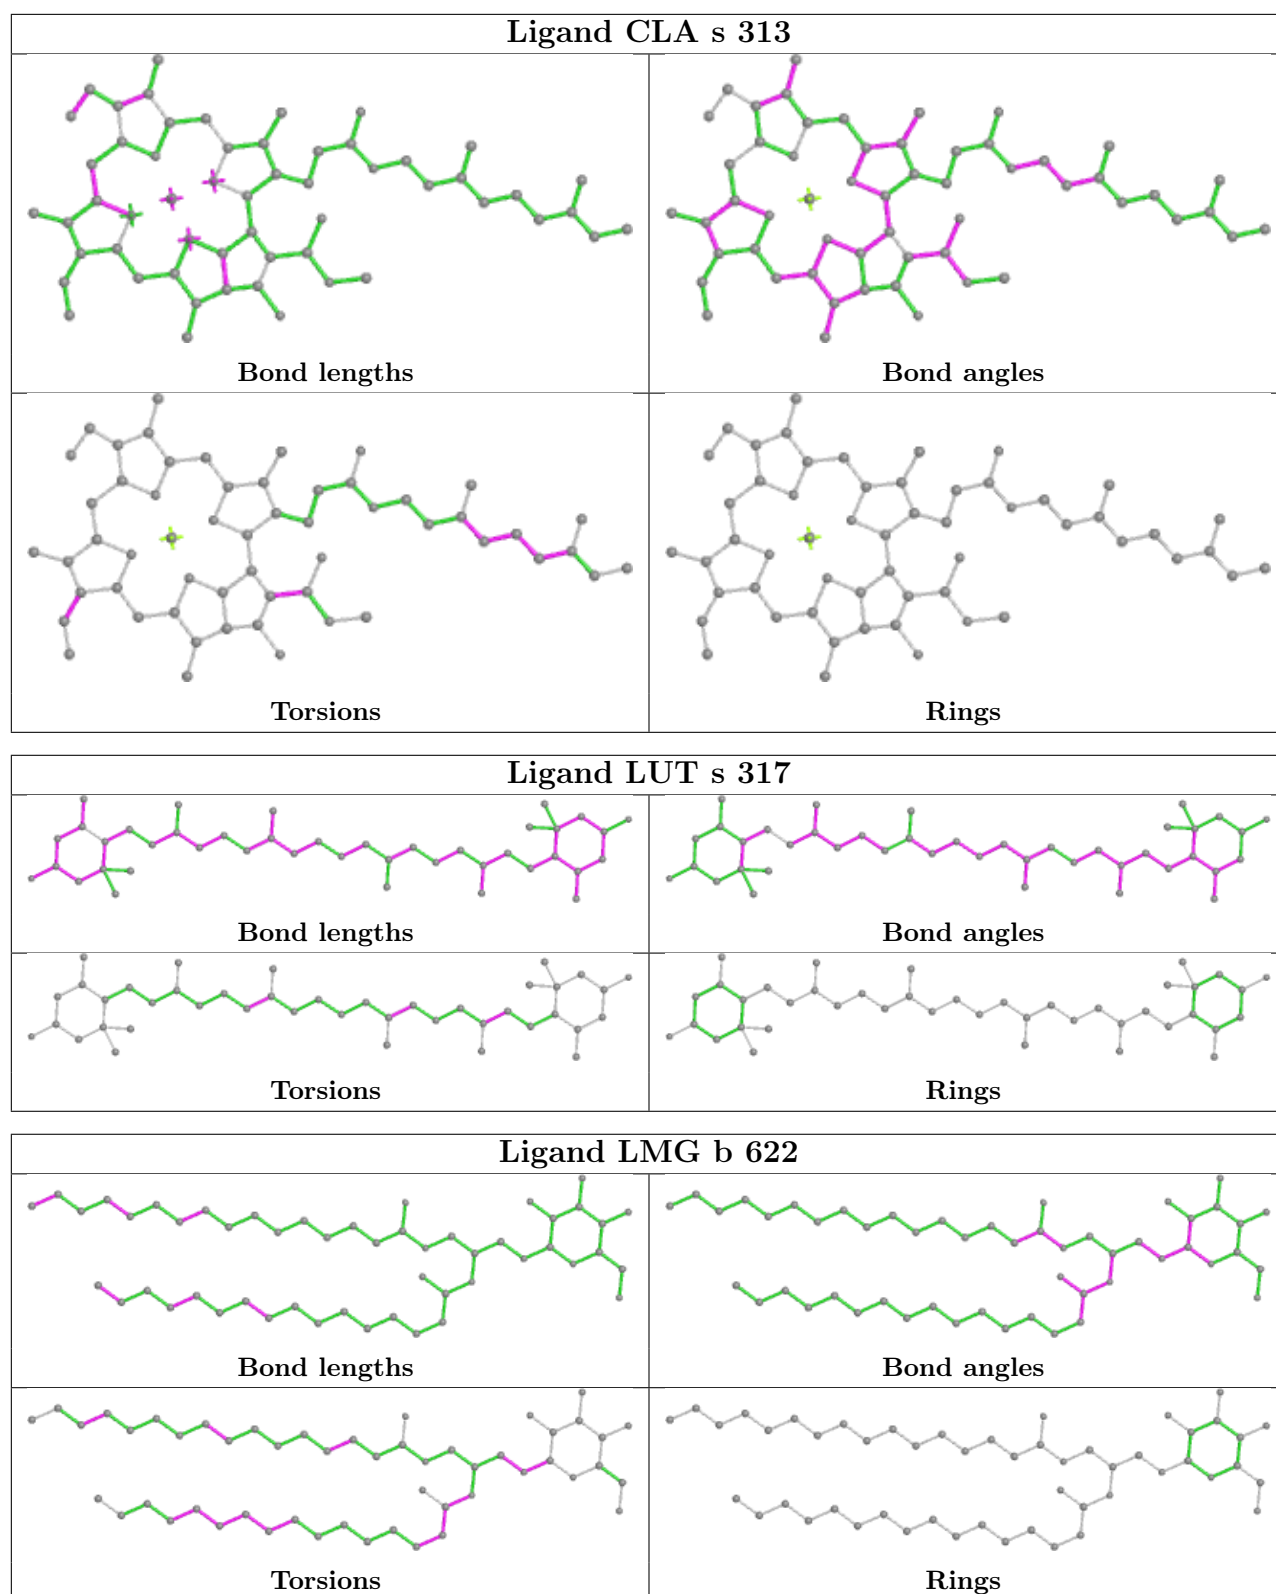 Ligand CLA s 313
Bond lengths
Bond angles
Torsions
Rings
Ligand LUT s 317
Bond lengths
Bond angles
Torsions
Rings
Ligand LMG b 622
Bond lengths
Bond angles
Torsions
Rings